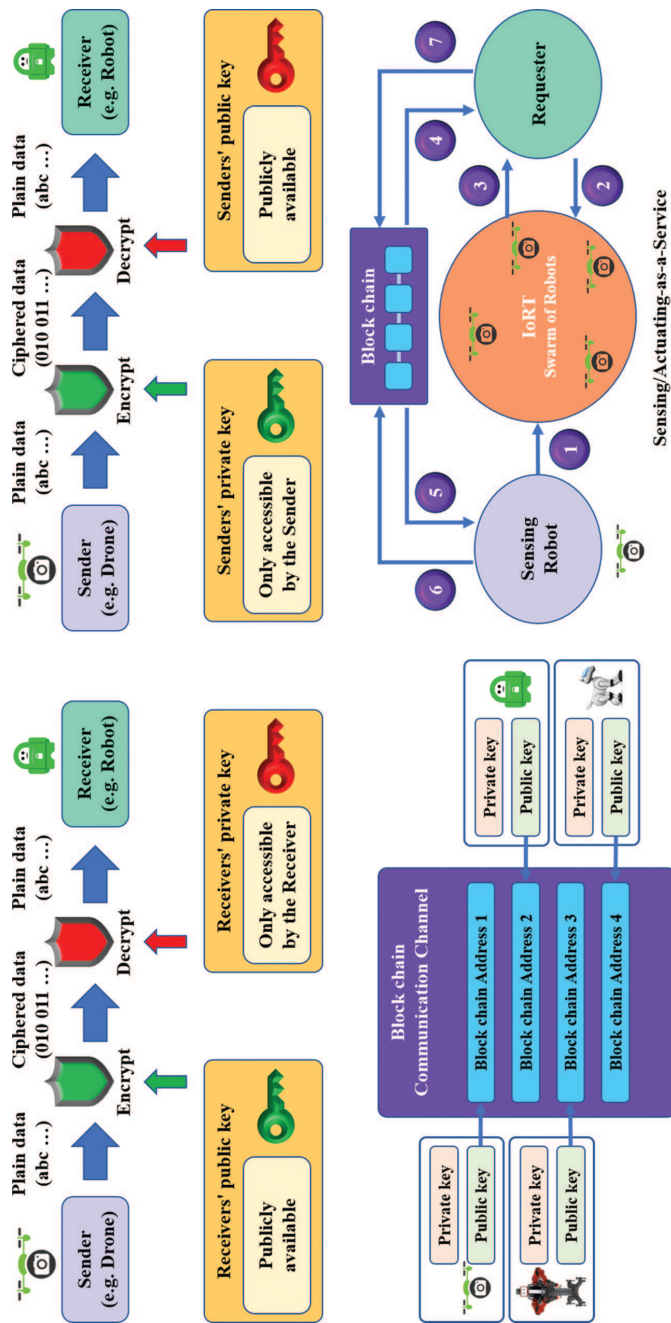 Sender
(e.g. Drone)
Plain data
(abc ...)
Encrypt
Ciphered data
(010 011 ...)
Decrypt
Plain data
(abc ...)
Receiver
(e.g. Robot)
Receivers' public key
Publicly
available
Receivers' private key
Only accessible
by the Receiver
Sender
(e.g. Drone)
Plain data
(abc ...)
Encrypt
Ciphered data
(010 011 ...)
Decrypt
Plain data
(abc ...)
Receiver
(e.g. Robot)
Senders' private key
Only accessible
by the Sender
Senders' public key
Publicly
available
Private key
Public key
Private key
Public key
Block chain
Communication Channel
Block chain Address 1
Block chain Address 2
Block chain Address 3
Block chain Address 4
Private key
Public key
Private key
Public key
Sensing
Robot
6
5
1
Block chain
IoRT
Swarm of Robots
4
7
3
2
Requester
Sensing/Actuating-as-a-Service